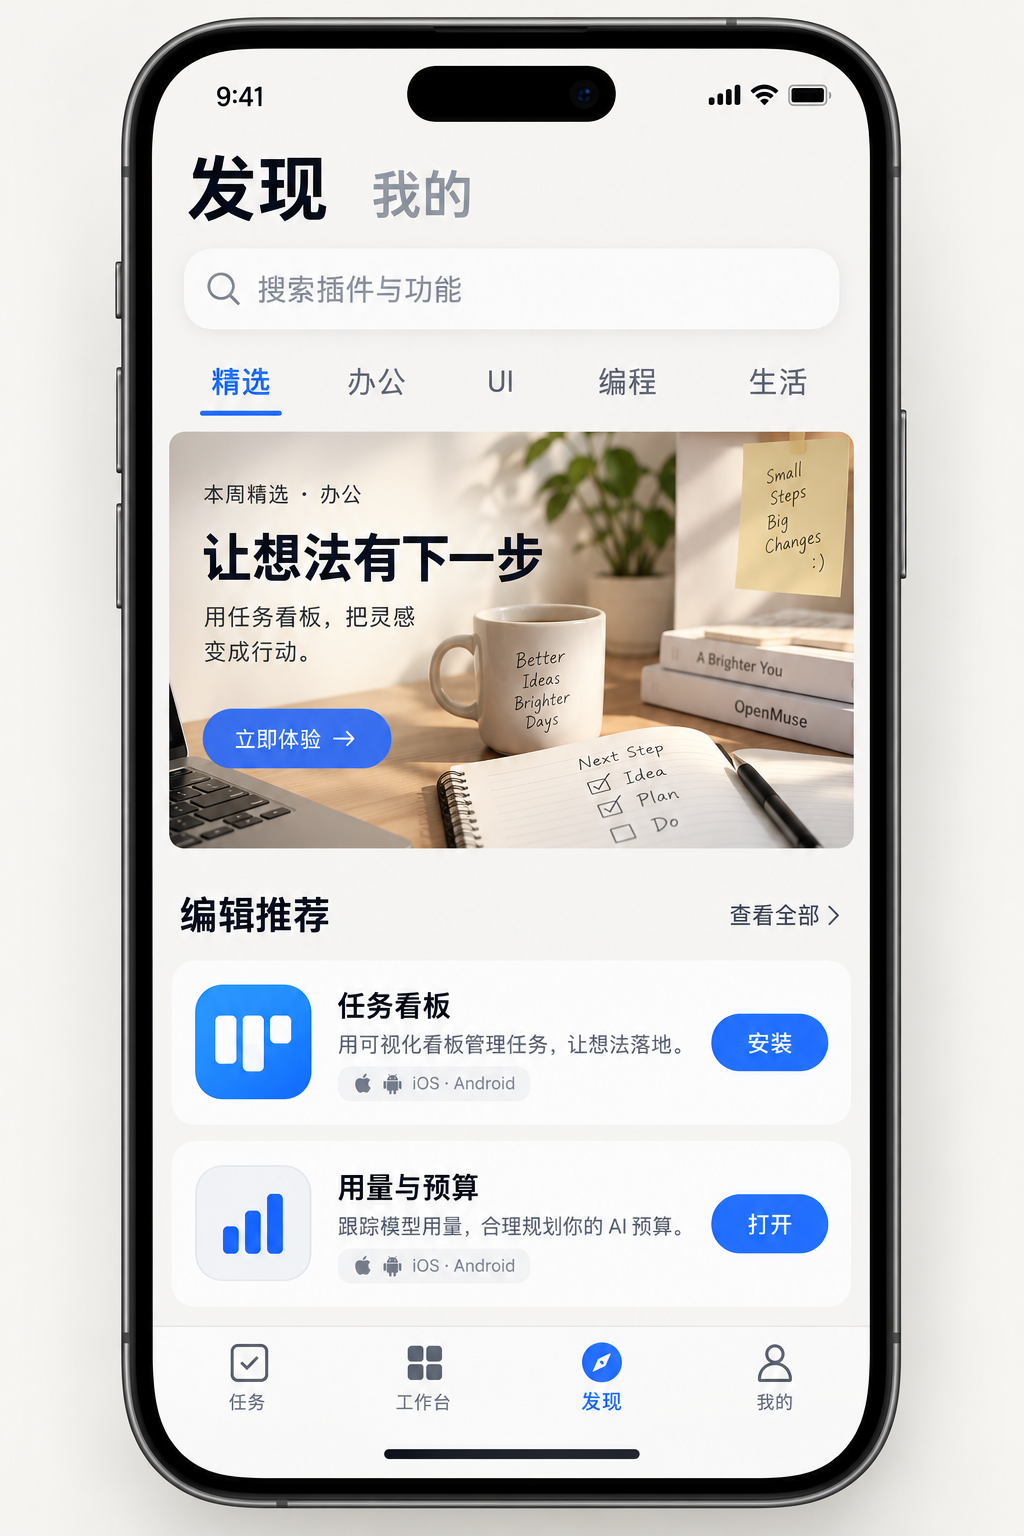 9:41
发现 我的
搜索插件与功能
精选 办公 UI 编程 生活
本周精选 · 办公
让想法有下一步
用任务看板，把灵感
变成行动。
立即体验 →
Small
Steps
Big
Changes
:)
Better
Ideas
Brighter
Days
A Brighter You
OpenMuse
Next Step
Idea
Plan
Do
编辑推荐
查看全部 >
任务看板
用可视化看板管理任务，让想法落地。
iOS · Android
安装
用量与预算
跟踪模型用量，合理规划你的 AI 预算。
iOS · Android
打开
任务 工作台 发现 我的